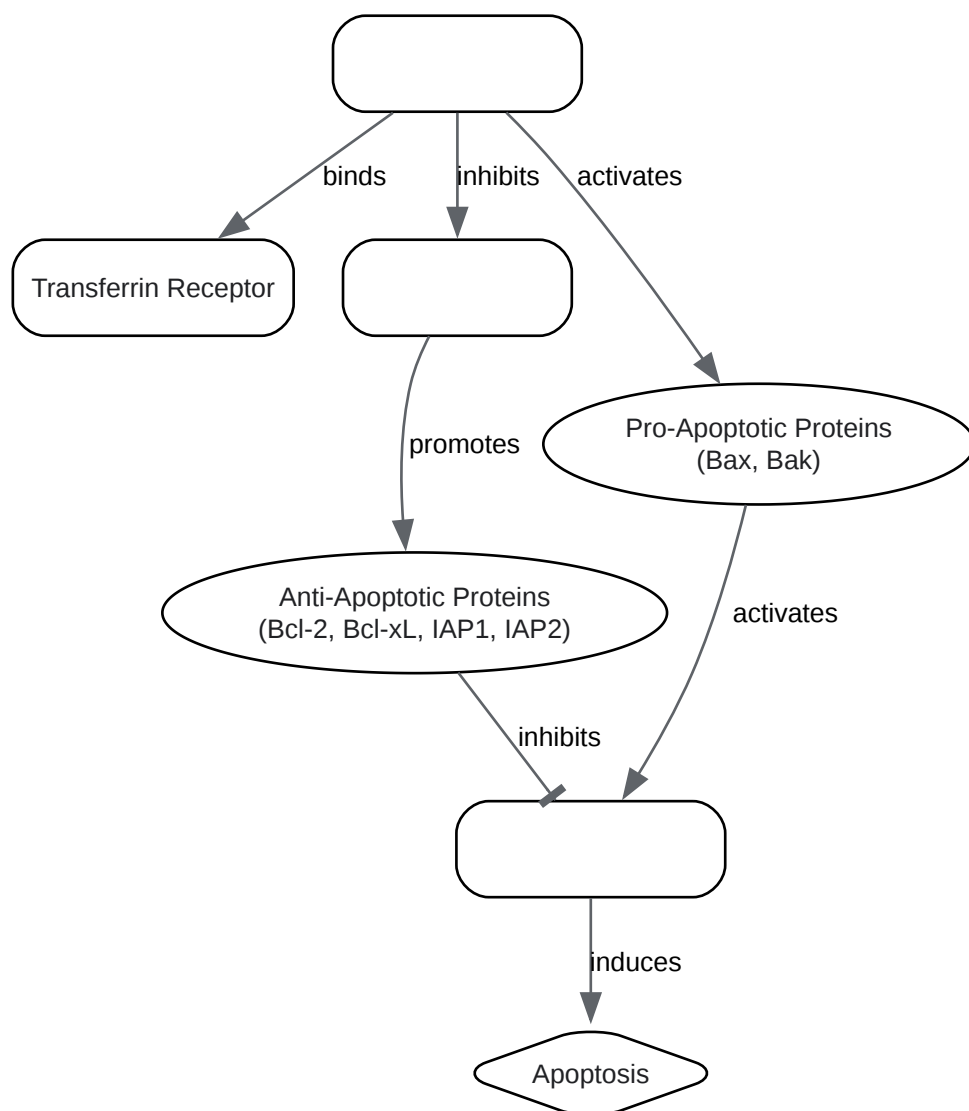 binds
inhibits
activates
Transferrin Receptor
promotes
Pro-Apoptotic Proteins
(Bax, Bak)
Anti-Apoptotic Proteins
(Bcl-2, Bcl-xL, IAP1, IAP2)
activates
inhibits
induces
Apoptosis